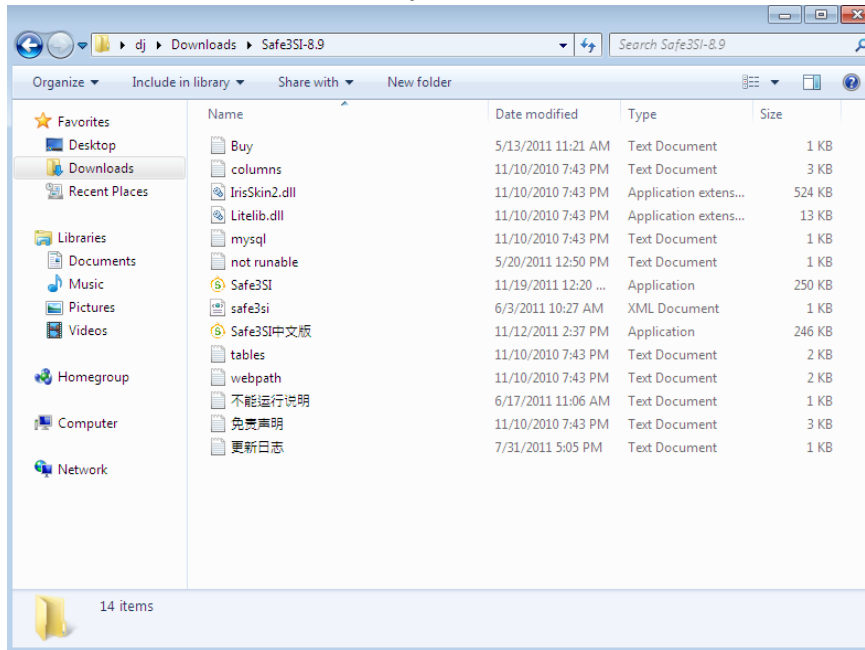 dj Downloads Safe3SI-8.9 Search Safe3SI-8.9
Organize Include in library Share with New folder
Favorites
Desktop
Downloads
Recent Places
Libraries
Documents
Music
Pictures
Videos
Homegroup
Computer
Network
Name Date modified Type Size
Buy 5/13/2011 11:21 AM Text Document 1 KB
columns 11/10/2010 7:43 PM Text Document 3 KB
IrisSkin2.dll 11/10/2010 7:43 PM Application extens... 524 KB
Litelib.dll 11/10/2010 7:43 PM Application extens... 13 KB
mysql 11/10/2010 7:43 PM Text Document 1 KB
not runable 5/20/2011 12:50 PM Text Document 1 KB
Safe3SI 11/19/2011 12:20 ... Application 250 KB
safe3si 6/3/2011 10:27 AM XML Document 1 KB
Safe3SI中文版 11/12/2011 2:37 PM Application 246 KB
tables 11/10/2010 7:43 PM Text Document 2 KB
webpath 11/10/2010 7:43 PM Text Document 2 KB
不能运行说明 6/17/2011 11:06 AM Text Document 1 KB
免责声明 11/10/2010 7:43 PM Text Document 3 KB
更新日志 7/31/2011 5:05 PM Text Document 1 KB
14 items